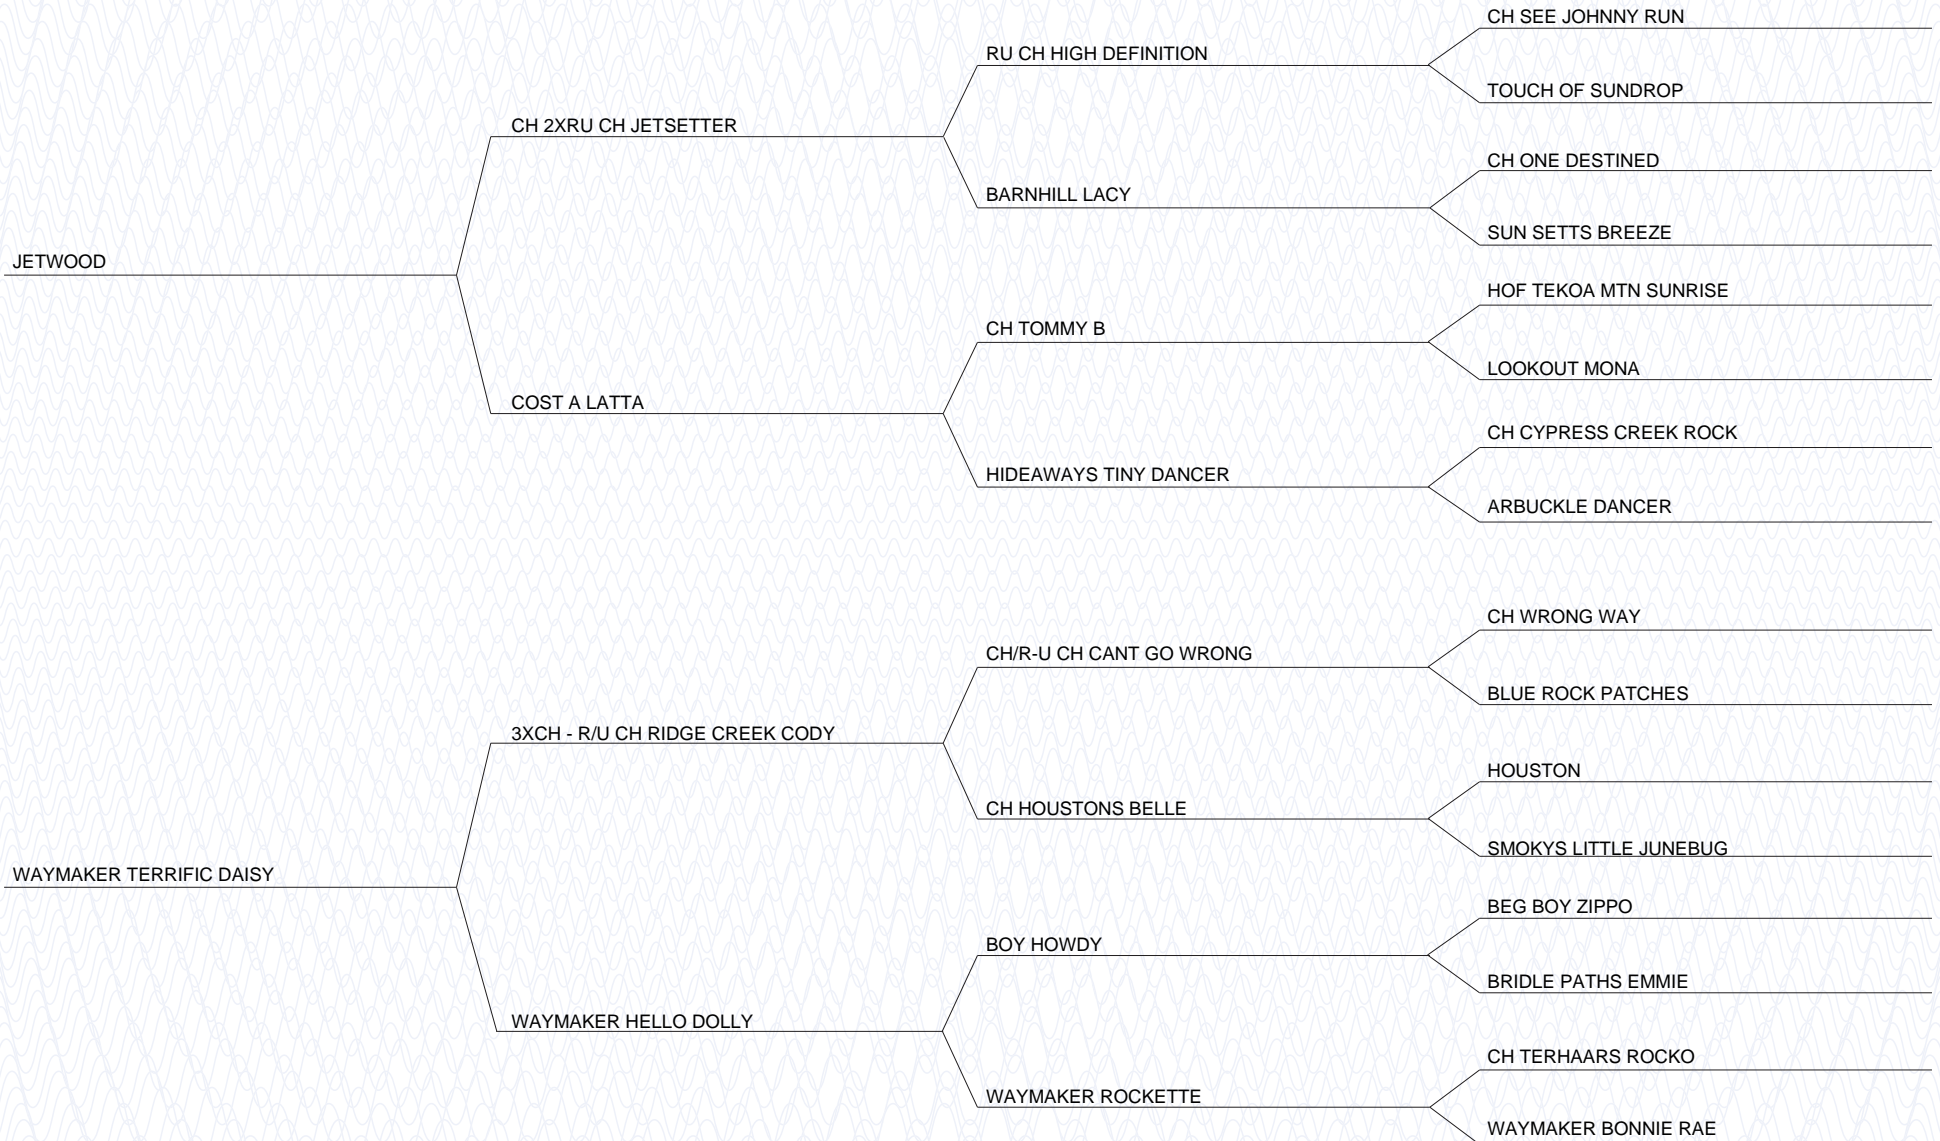 CH SEE JOHNNY RUN
RU CH HIGH DEFINITION
TOUCH OF SUNDROP
CH 2XRU CH JETSETTER
CH ONE DESTINED
BARNHILL LACY
SUN SETTS BREEZE
JETWOOD
HOF TEKOA MTN SUNRISE
CH TOMMY B
LOOKOUT MONA
COST A LATTA
CH CYPRESS CREEK ROCK
HIDEAWAYS TINY DANCER
ARBUCKLE DANCER
CH WRONG WAY
CH/R-U CH CANT GO WRONG
BLUE ROCK PATCHES
3XCH - R/U CH RIDGE CREEK CODY
HOUSTON
CH HOUSTONS BELLE
SMOKYS LITTLE JUNEBUG
WAYMAKER TERRIFIC DAISY
BEG BOY ZIPPO
BOY HOWDY
BRIDLE PATHS EMMIE
WAYMAKER HELLO DOLLY
CH TERHAARS ROCKO
WAYMAKER ROCKETTE
WAYMAKER BONNIE RAE